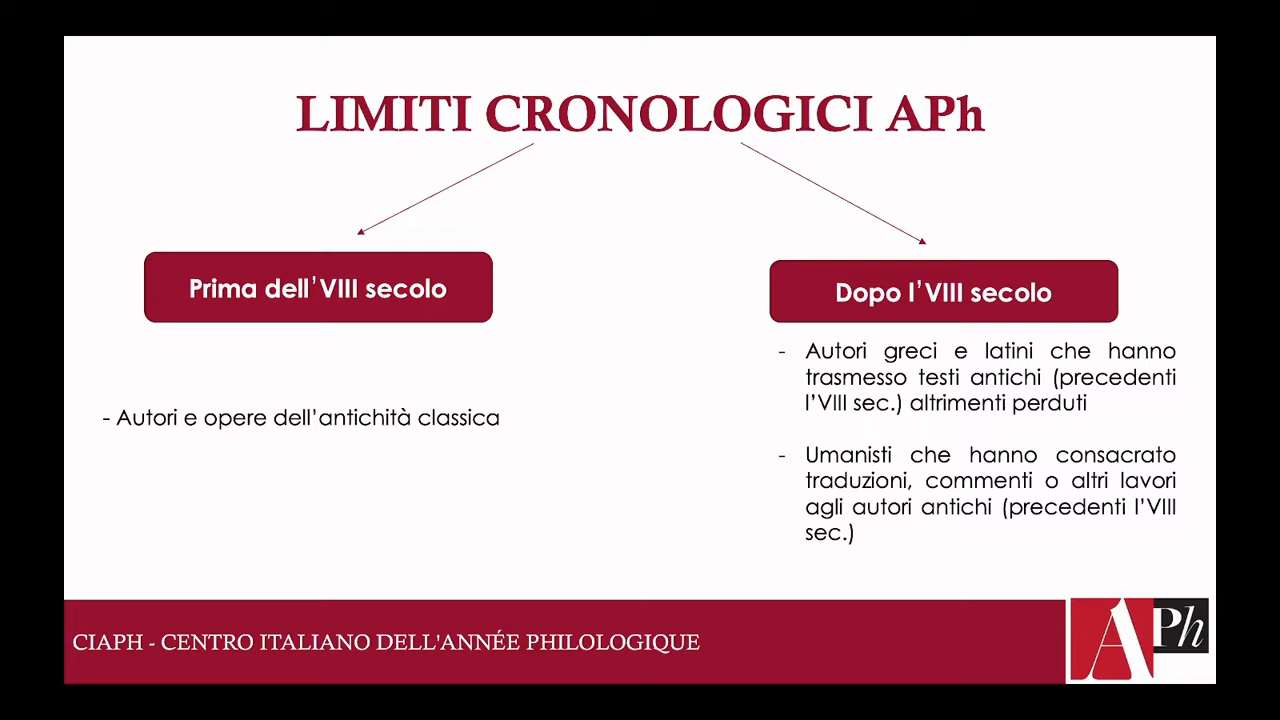 LIMITI CRONOLOGICI APh
Prima dell'VIII secolo
- Autori e opere dell'antichità classica
Dopo l'VIII secolo
- Autori greci e latini che hanno
trasmesso testi antichi (precedenti
l'VIII sec.) altrimenti perduti
- Umanisti che hanno consacrato
traduzioni, commenti o altri lavori
agli autori antichi (precedenti l'VIII
sec.)
CIAPH - CENTRO ITALIANO DELL'ANNÉE PHILOLOGIQUE
APh